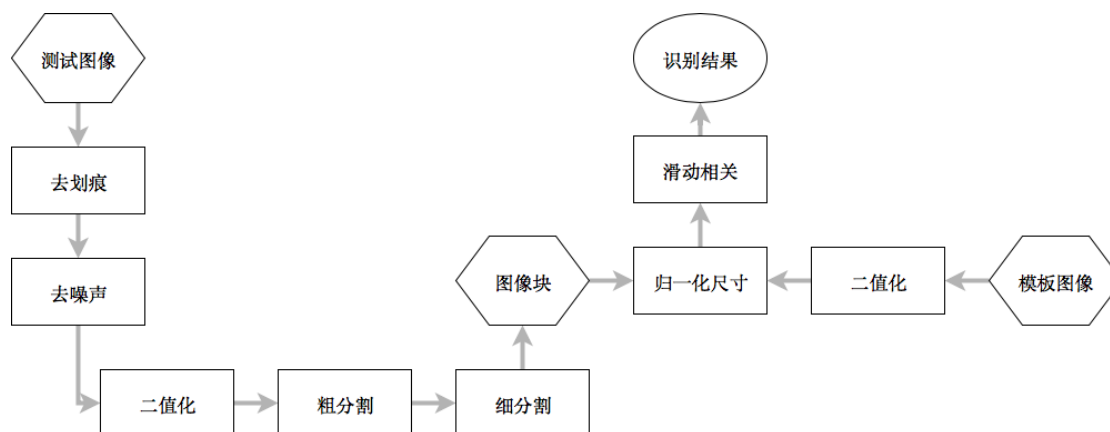 测试图像
去划痕
去噪声
二值化
粗分割
细分割
图像块
归一化尺寸
滑动相关
识别结果
二值化
模板图像